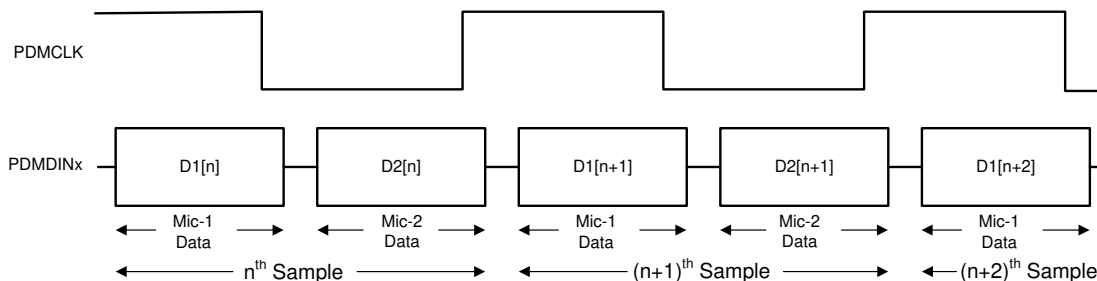 PDMCLK
PDMDINx
D1[n]
D2[n]
D1[n+1]
D2[n+1]
D1[n+2]
Mic-1
Data
Mic-2
Data
Mic-1
Data
Mic-2
Data
Mic-1
Data
nth Sample
(n+1)th Sample
(n+2)th Sample